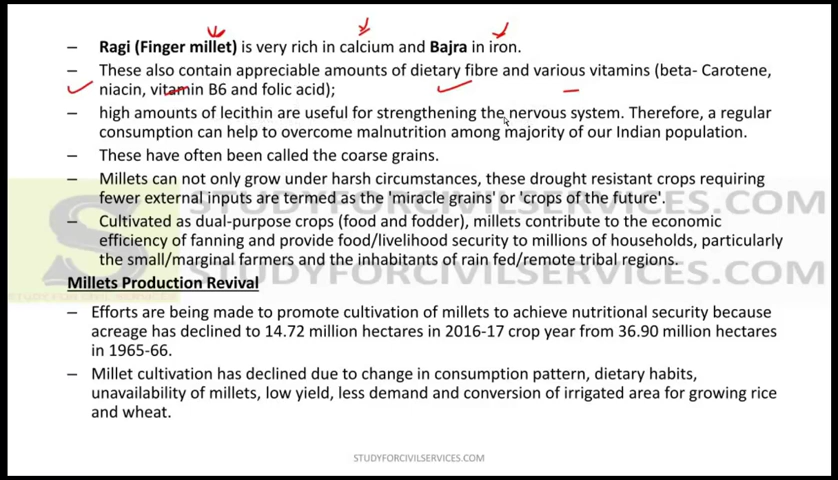 – Ragi (Finger millet) is very rich in calcium and Bajra in iron.
– These also contain appreciable amounts of dietary fibre and various vitamins (beta- Carotene,
niacin, vitamin B6 and folic acid);
– high amounts of lecithin are useful for strengthening the nervous system. Therefore, a regular
consumption can help to overcome malnutrition among majority of our Indian population.
– These have often been called the coarse grains.
– Millets can not only grow under harsh circumstances, these drought resistant crops requiring
fewer external inputs are termed as the 'miracle grains' or 'crops of the future'.
STUDYFORCIVILSERVICES.COM
– Cultivated as dual-purpose crops (food and fodder), millets contribute to the economic
efficiency of fanning and provide food/livelihood security to millions of households, particularly
the small/marginal farmers and the inhabitants of rain fed/remote tribal regions.
STUDYFORCIVILSERVICES.COM
Millets Production Revival
– Efforts are being made to promote cultivation of millets to achieve nutritional security because
acreage has declined to 14.72 million hectares in 2016-17 crop year from 36.90 million hectares
in 1965-66.
– Millet cultivation has declined due to change in consumption pattern, dietary habits,
unavailability of millets, low yield, less demand and conversion of irrigated area for growing rice
and wheat.
STUDYFORCIVILSERVICES.COM